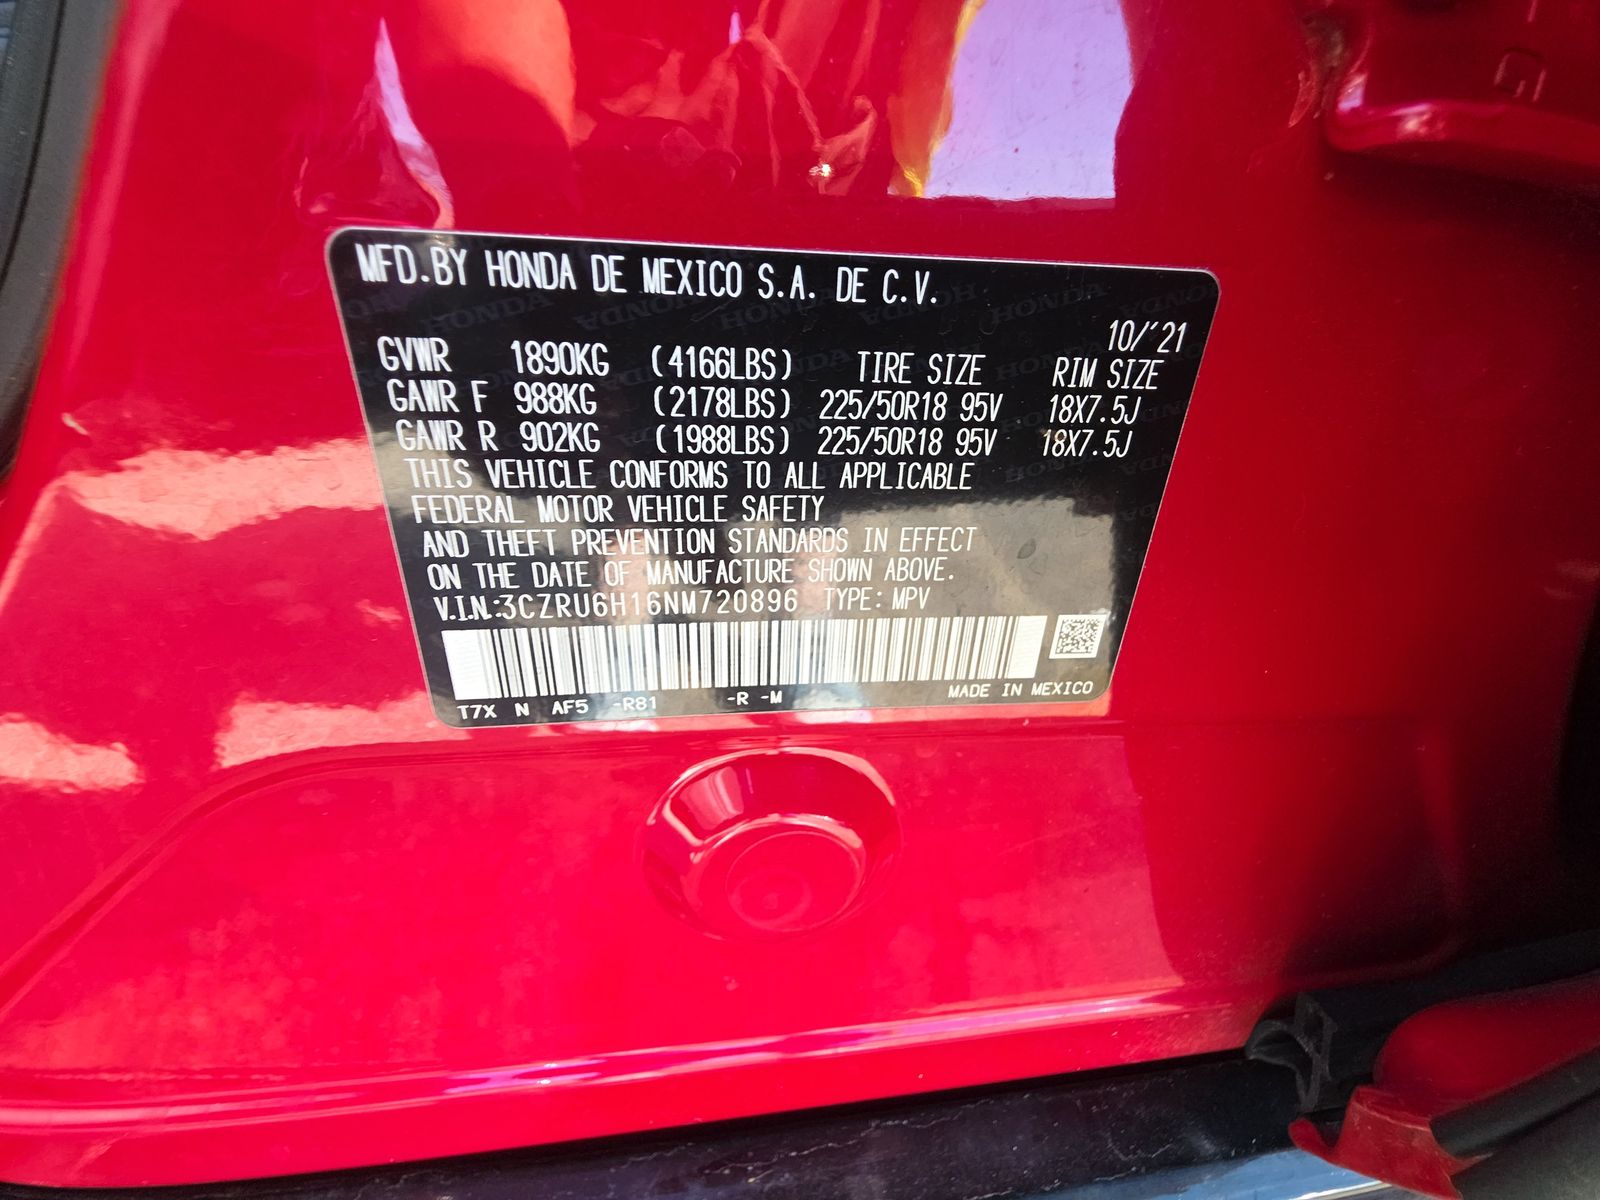 MFD.BY HONDA DE MEXICO S.A. DE C.V.
10/'21
GVWR 1890KG (4166LBS) TIRE SIZE RIM SIZE
GAWR F 988KG (2178LBS) 225/50R18 95V 18X7.5J
GAWR R 902KG (1988LBS) 225/50R18 95V 18X7.5J
THIS VEHICLE CONFORMS TO ALL APPLICABLE
FEDERAL MOTOR VEHICLE SAFETY
AND THEFT PREVENTION STANDARDS IN EFFECT
ON THE DATE OF MANUFACTURE SHOWN ABOVE.
V.I.N.:3CZRU6H16NM720896 TYPE: MPV
T7X N AF5 -R81 -R -M MADE IN MEXICO